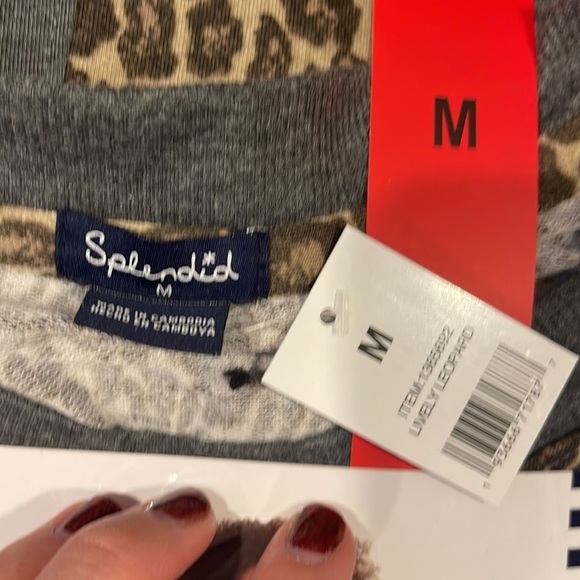 M
Splendid
M
MADE IN CAMBODIA
HECHO EN CAMBOYA
M
LIVELY LEOPARD